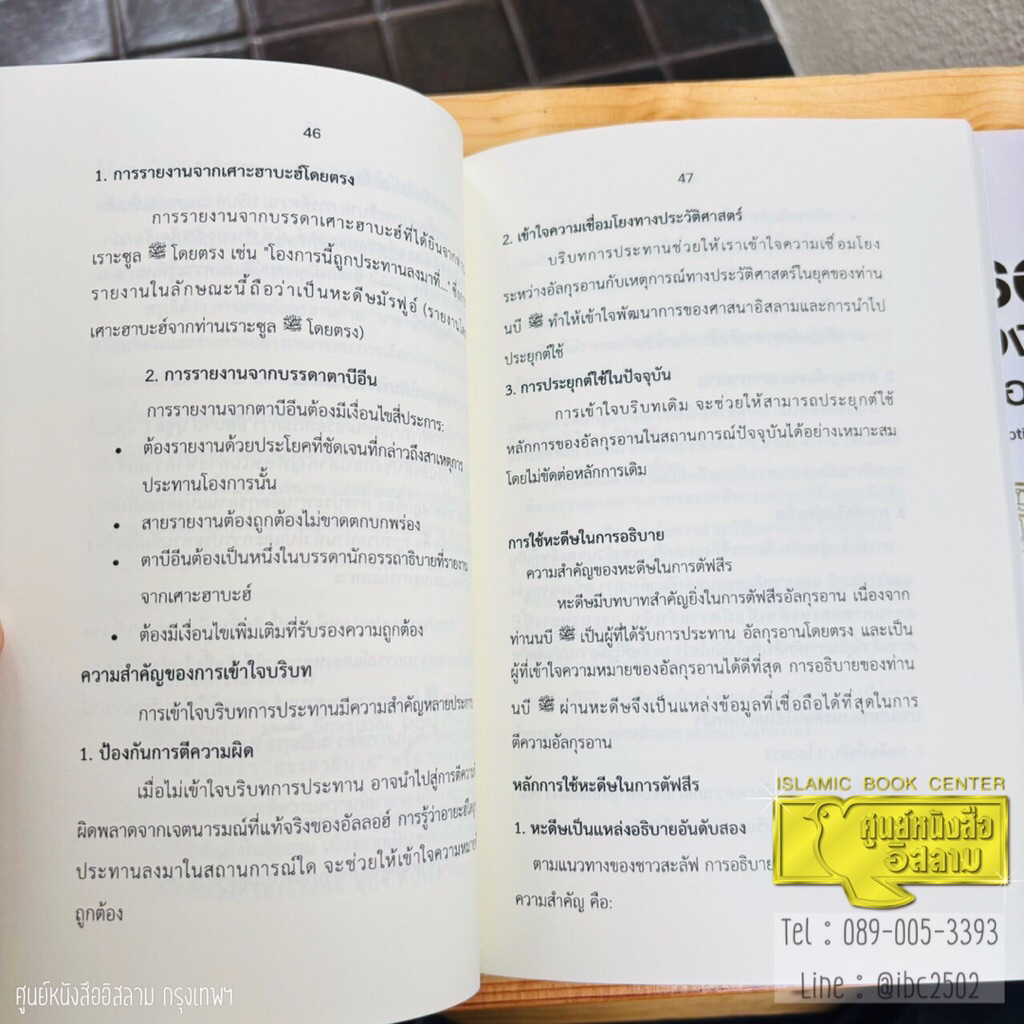 46
1. การรายงานจากเศาะฮาบะฮ์โดยตรง
การรายงานจากบรรดาเศาะฮาบะฮ์ที่ได้ยินจาก
เราะซูล ﷺ โดยตรง เช่น "โองการนี้ถูกประทานลงมาที่..."
รายงานในลักษณะนี้ถือว่าเป็นหะดีษมัรฟูอ์ (รายงาน
เศาะฮาบะฮ์จากท่านเราะซูล ﷺ โดยตรง)
2. การรายงานจากบรรดาตาบีอีน
การรายงานจากตาบีอีนต้องมีเงื่อนไขสี่ประการ:
• ต้องรายงานด้วยประโยคที่ชัดเจนที่กล่าวถึงสาเหตุการ
ประทานโองการนั้น
• สายรายงานต้องถูกต้องไม่ขาดตกบกพร่อง
• ตาบีอีนต้องเป็นหนึ่งในบรรดานักอรรถาธิบายที่รายงาน
จากเศาะฮาบะฮ์
• ต้องมีเงื่อนไขเพิ่มเติมที่รับรองความถูกต้อง
ความสำคัญของการเข้าใจบริบท
การเข้าใจบริบทการประทานมีความสำคัญหลายประการ
1. ป้องกันการตีความผิด
เมื่อไม่เข้าใจบริบทการประทาน อาจนำไปสู่การตีความ
ผิดพลาดจากเจตนารมณ์ที่แท้จริงของอัลลอฮ์ การรู้ว่าอายะฮ์ใด
ประทานลงมาในสถานการณ์ใด จะช่วยให้เข้าใจความหมาย
ถูกต้อง
47
2. เข้าใจความเชื่อมโยงทางประวัติศาสตร์
บริบทการประทานช่วยให้เราเข้าใจความเชื่อมโยง
ระหว่างอัลกุรอานกับเหตุการณ์ทางประวัติศาสตร์ในยุคของท่าน
นบี ﷺ ทำให้เข้าใจพัฒนาการของศาสนาอิสลามและการนำไป
ประยุกต์ใช้
3. การประยุกต์ใช้ในปัจจุบัน
การเข้าใจบริบทเดิม จะช่วยให้สามารถประยุกต์ใช้
หลักการของอัลกุรอานในสถานการณ์ปัจจุบันได้อย่างเหมาะสม
โดยไม่ขัดต่อหลักการเดิม
การใช้หะดีษในการอธิบาย
ความสำคัญของหะดีษในการตัฟสีร
หะดีษมีบทบาทสำคัญยิ่งในการตัฟสีรอัลกุรอาน เนื่องจาก
ท่านนบี ﷺ เป็นผู้ที่ได้รับการประทาน อัลกุรอานโดยตรง และเป็น
ผู้ที่เข้าใจความหมายของอัลกุรอานได้ดีที่สุด การอธิบายของท่าน
นบี ﷺ ผ่านหะดีษจึงเป็นแหล่งข้อมูลที่เชื่อถือได้ที่สุดในการ
ตีความอัลกุรอาน
หลักการใช้หะดีษในการตัฟสีร
1. หะดีษเป็นแหล่งอธิบายอันดับสอง
ตามแนวทางของชาวสะลัฟ การอธิบาย
ความสำคัญ คือ:
ISLAMIC BOOK CENTER
ศูนย์หนังสือ
อิสลาม
Tel : 089-005-3393
Line : @ibc2502
ศูนย์หนังสืออิสลาม กรุงเทพฯ